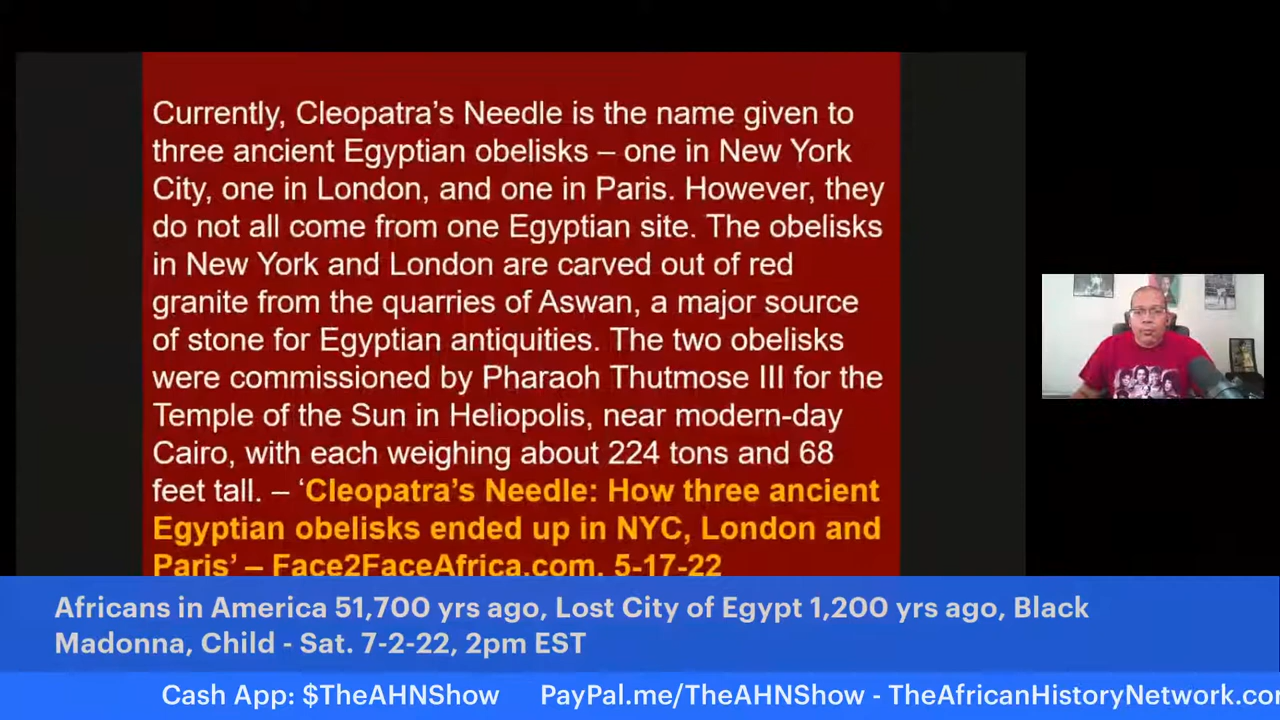 Currently, Cleopatra's Needle is the name given to
three ancient Egyptian obelisks – one in New York
City, one in London, and one in Paris. However, they
do not all come from one Egyptian site. The obelisks
in New York and London are carved out of red
granite from the quarries of Aswan, a major source
of stone for Egyptian antiquities. The two obelisks
were commissioned by Pharaoh Thutmose III for the
Temple of the Sun in Heliopolis, near modern-day
Cairo, with each weighing about 224 tons and 68
feet tall. – ‘Cleopatra's Needle: How three ancient
Egyptian obelisks ended up in NYC, London and
Paris’ – Face2FaceAfrica.com, 5-17-22
Africans in America 51,700 yrs ago, Lost City of Egypt 1,200 yrs ago, Black
Madonna, Child - Sat. 7-2-22, 2pm EST
Cash App: $TheAHNShow PayPal.me/TheAHNShow - TheAfricanHistoryNetwork.con